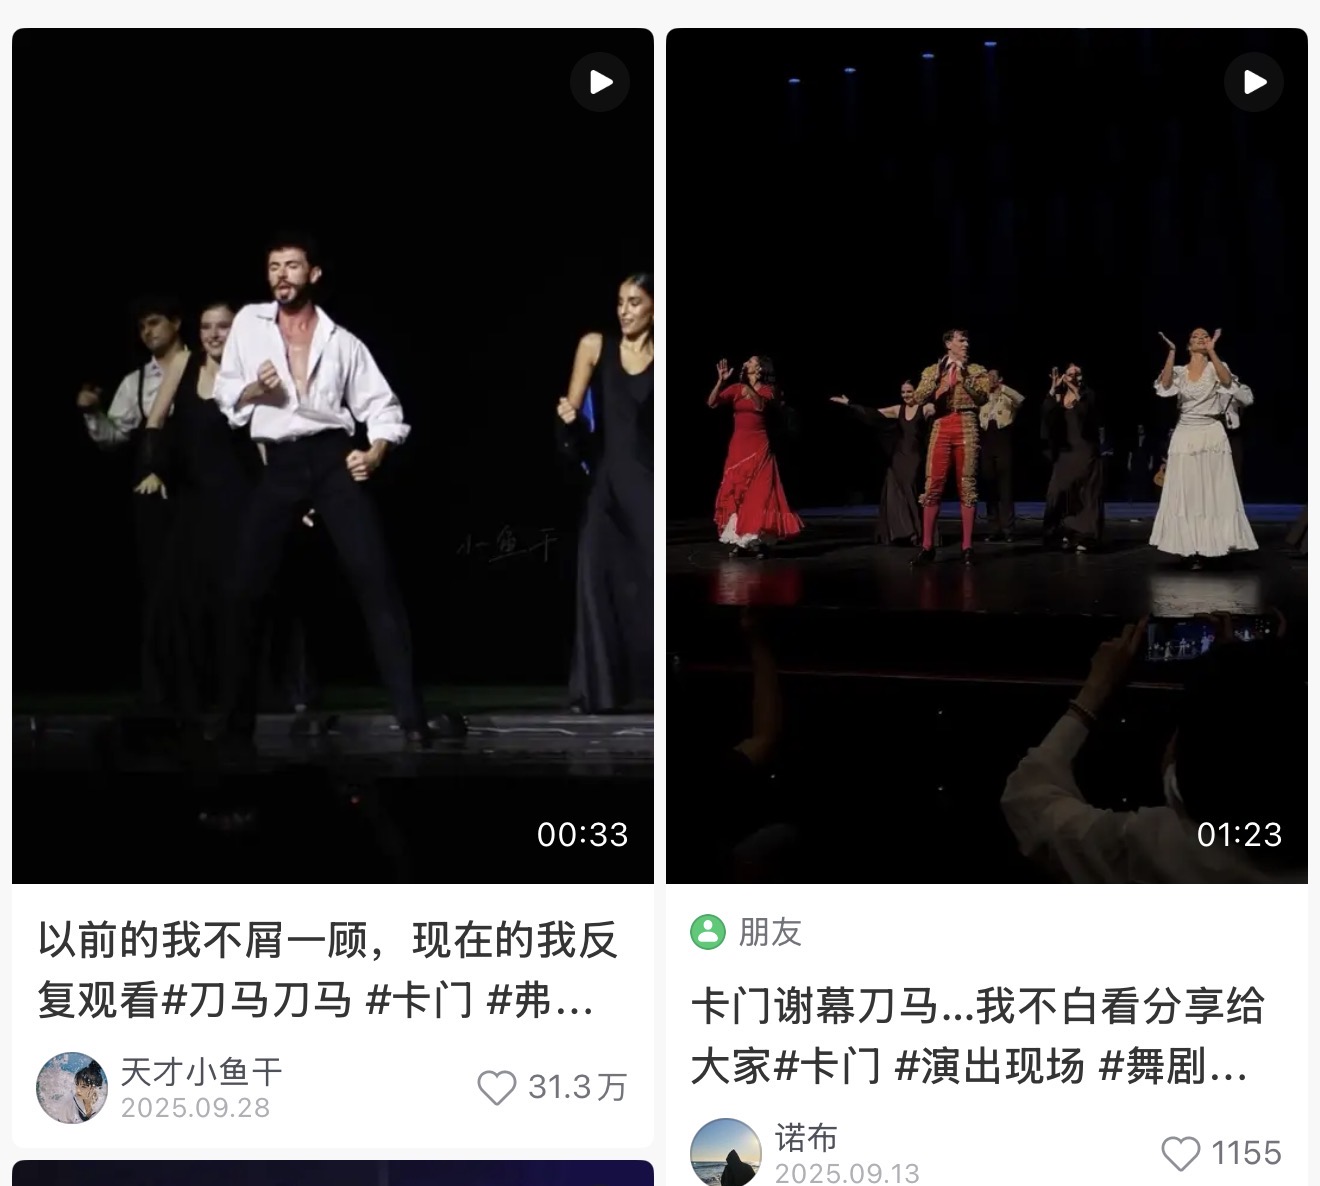 小鱼干
00:33
以前的我不屑一顾，现在的我反
复观看#刀马刀马 #卡门 #弗...
天才小鱼干
2025.09.28
31.3万
01:23
朋友
卡门谢幕刀马...我不白看分享给
大家#卡门 #演出现场 #舞剧...
诺布
2025.09.13
1155